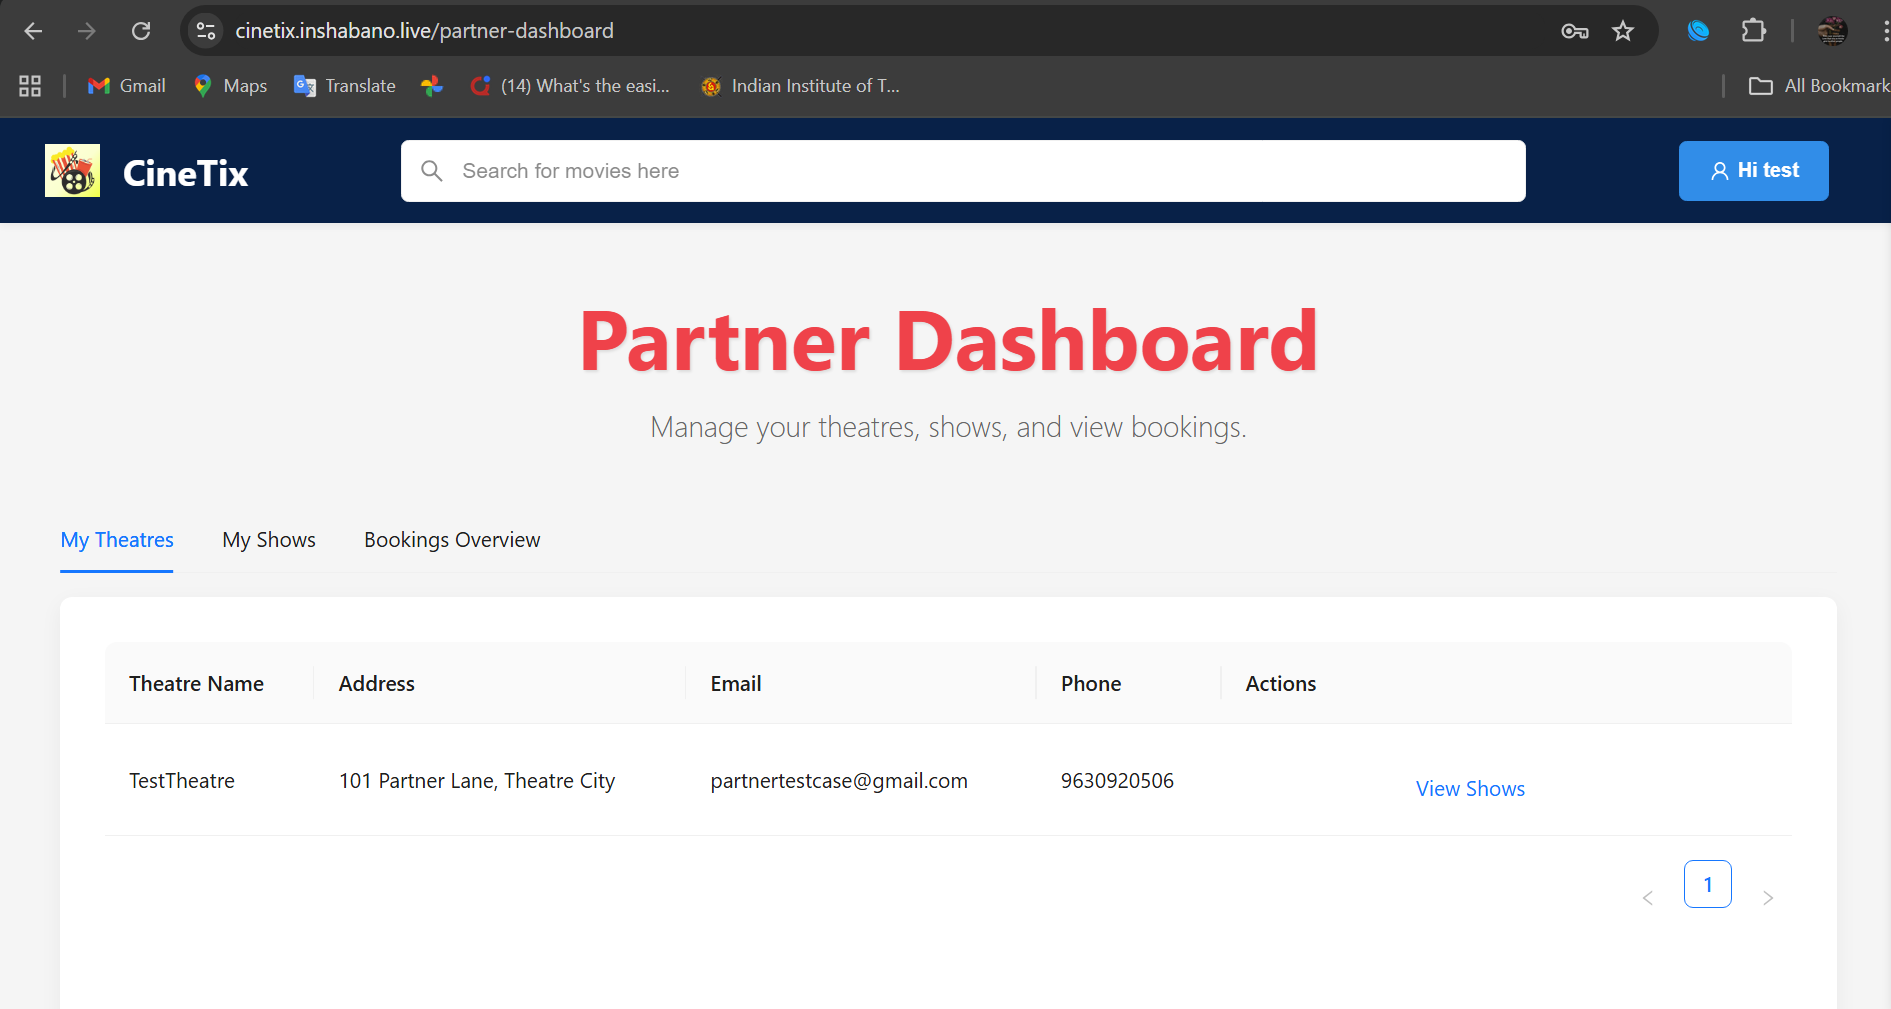 cinetix.inshabano.live/partner-dashboard
Gmail Maps Translate (14) What's the easi... Indian Institute of T... All Bookmark
CineTix Search for movies here Hi test
Partner Dashboard
Manage your theatres, shows, and view bookings.
My Theatres My Shows Bookings Overview
Theatre Name Address Email Phone Actions
TestTheatre 101 Partner Lane, Theatre City partnertestcase@gmail.com 9630920506 View Shows
< 1 >